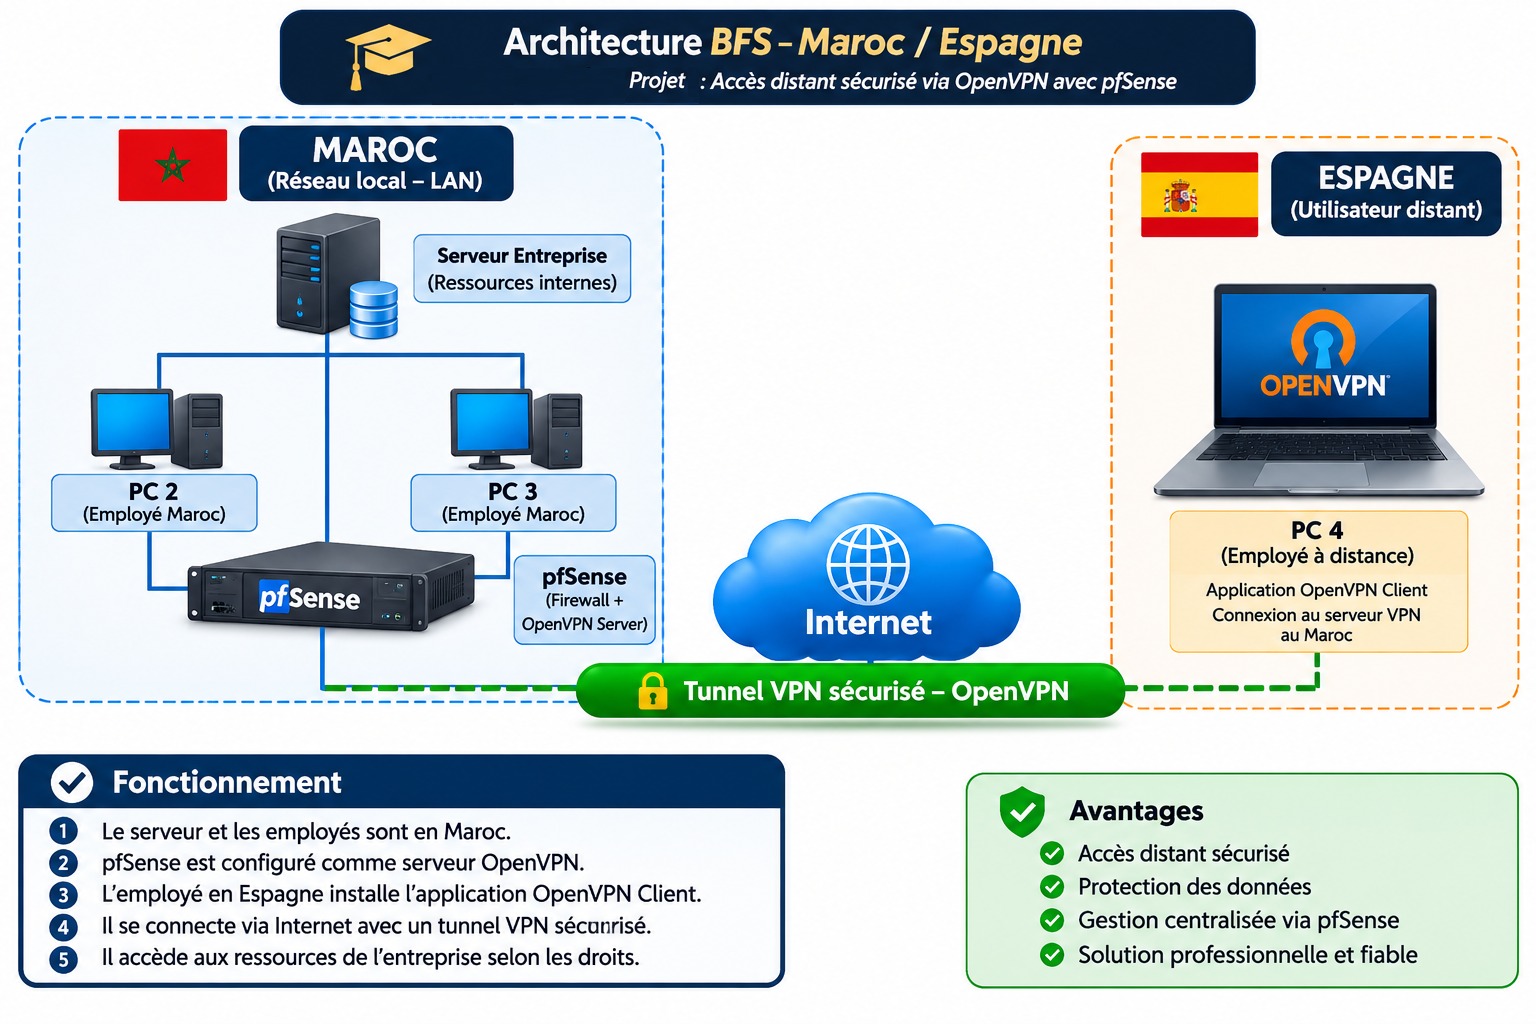 Architecture BFS – Maroc / Espagne
Projet : Accès distant sécurisé via OpenVPN avec pfSense
MAROC
(Réseau local – LAN)
Serveur Entreprise
(Ressources internes)
PC 2
(Employé Maroc)
PC 3
(Employé Maroc)
pfSense
pfSense
(Firewall +
OpenVPN Server)
Internet
Tunnel VPN sécurisé – OpenVPN
ESPAGNE
(Utilisateur distant)
OPENVPN
PC 4
(Employé à distance)
Application OpenVPN Client
Connexion au serveur VPN
au Maroc
Fonctionnement
1 Le serveur et les employés sont en Maroc.
2 pfSense est configuré comme serveur OpenVPN.
3 L'employé en Espagne installe l'application OpenVPN Client.
4 Il se connecte via Internet avec un tunnel VPN
5 Il accède aux ressources de l'entreprise selon les droits.
Avantages
Accès distant sécurisé
Protection des données
Gestion centralisée via pfSense
Solution professionnelle et fiable